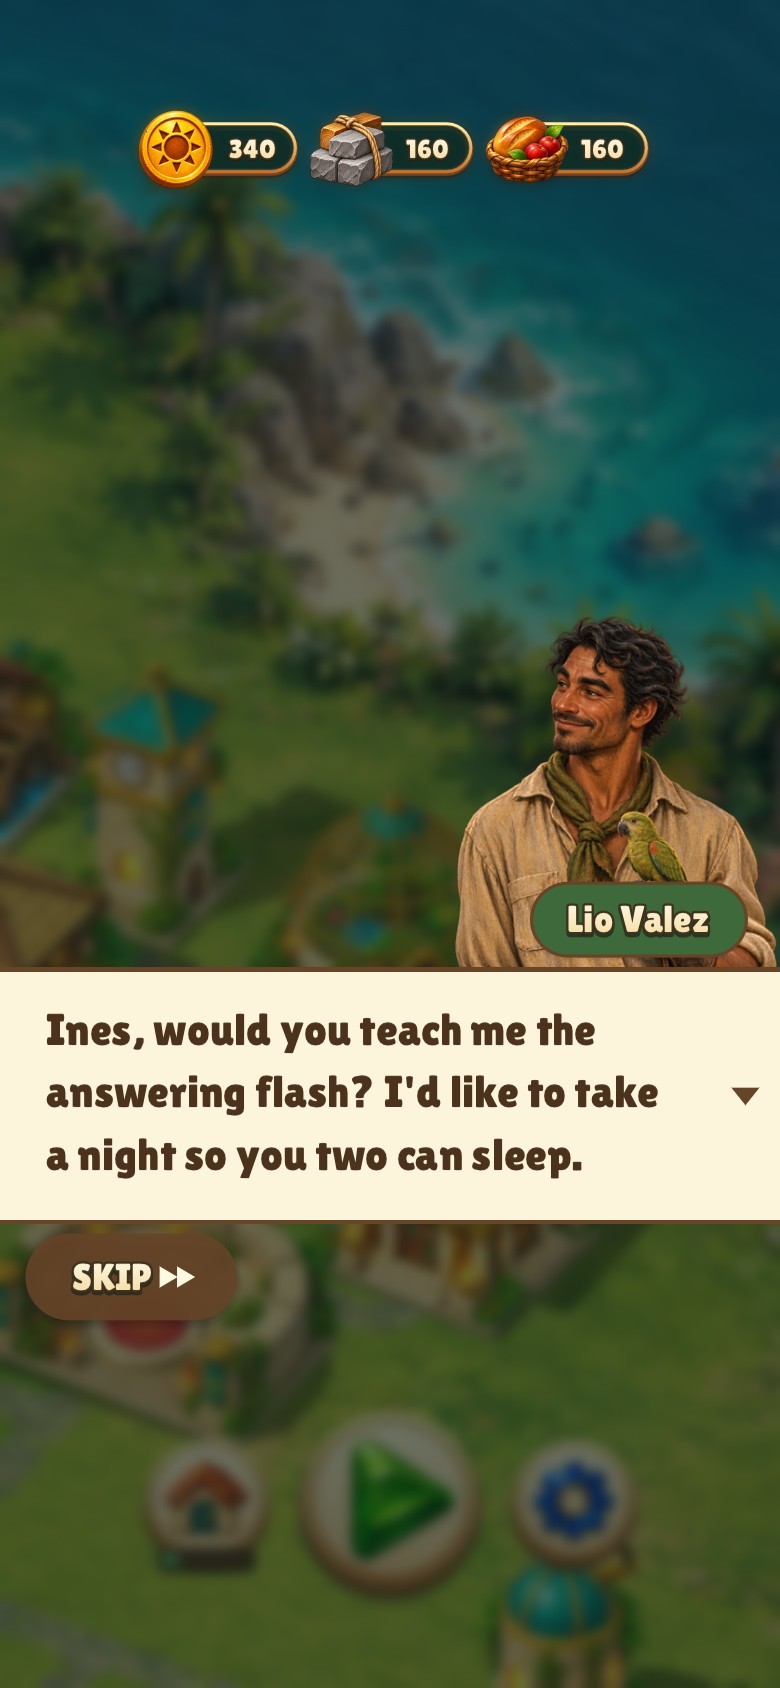 340
160
160
Lio Valez
Ines, would you teach me the
answering flash? I'd like to take
a night so you two can sleep.
SKIP